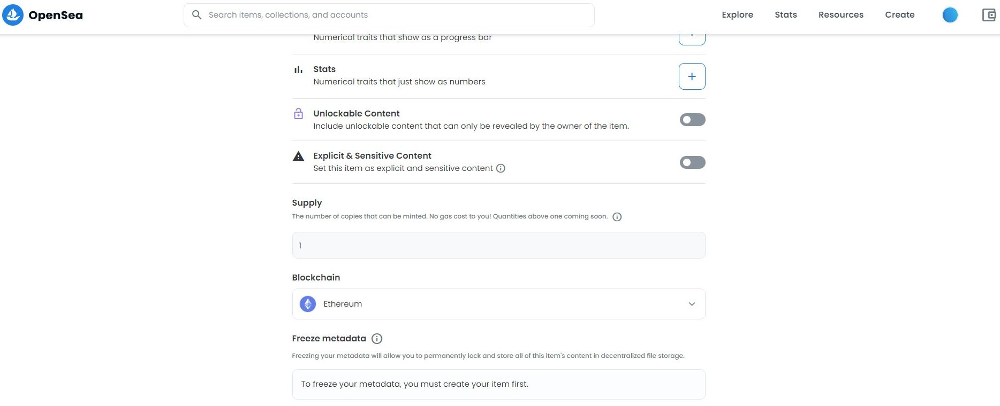 OpenSea
Search items, collections, and accounts
Explore
Stats
Resources
Create
Numerical traits that show as a progress bar
Stats
Numerical traits that just show as numbers
Unlockable Content
Include unlockable content that can only be revealed by the owner of the item.
Explicit & Sensitive Content
Set this item as explicit and sensitive content
Supply
The number of copies that can be minted. No gas cost to you! Quantities above one coming soon.
1
Blockchain
Ethereum
Freeze metadata
Freezing your metadata will allow you to permanently lock and store all of this item's content in decentralized file storage.
To freeze your metadata, you must create your item first.